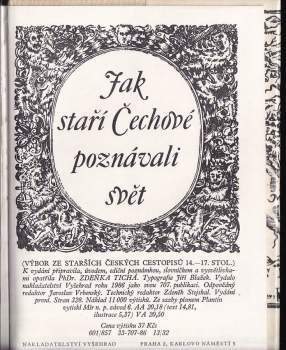 Jak
staří Čechové
poznávali
svět
(VÝBOR ZE STARŠÍCH ČESKÝCH CESTOPISŮ 14.—17. STOL.)
K vydání připravila, úvodem, ediční poznámkou, slovníčkem a vysvětlivka-
mi opatřila PhDr. ZDEŇKA TICHÁ. Typografie Jiří Blažek. Vydalo
nakladatelství Vyšehrad roku 1986 jako svou 707. publikaci. Odpovědný
redaktor Jaroslav Vrbenský. Technický redaktor Zdeněk Stejskal. Vydání
první. Stran 328. Náklad 11 000 výtisků. Ze sazby písmem Plantin
vytiskl Mír n. p. závod 6. AA 20,18 (text 14,81,
ilustrace 5,37) VA 20,50
Cena výtisku 37 Kčs
601/857 33-707-86 13/32
NAKLADATELSTVÍ VYŠEHRAD PRAHA 2, KARLOVO NÁMĚSTÍ 5